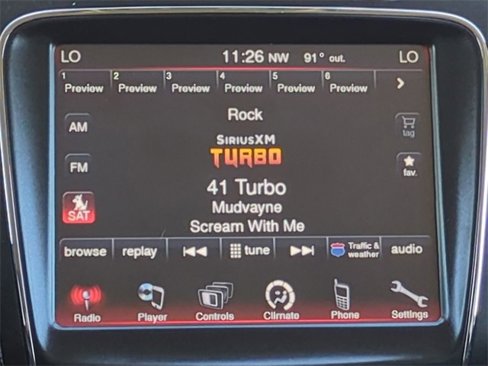 LO 11:26 NW 91° out. LO
1 2 3 4 5 6
Preview Preview Preview Preview Preview Preview
Rock
AM
tag
SIRIUSXM
TURBO
FM
fav.
41 Turbo
SAT
Mudvayne
Scream With Me
browse replay tune Traffic & weather audio
Radio Player Controls Climate Phone Settings